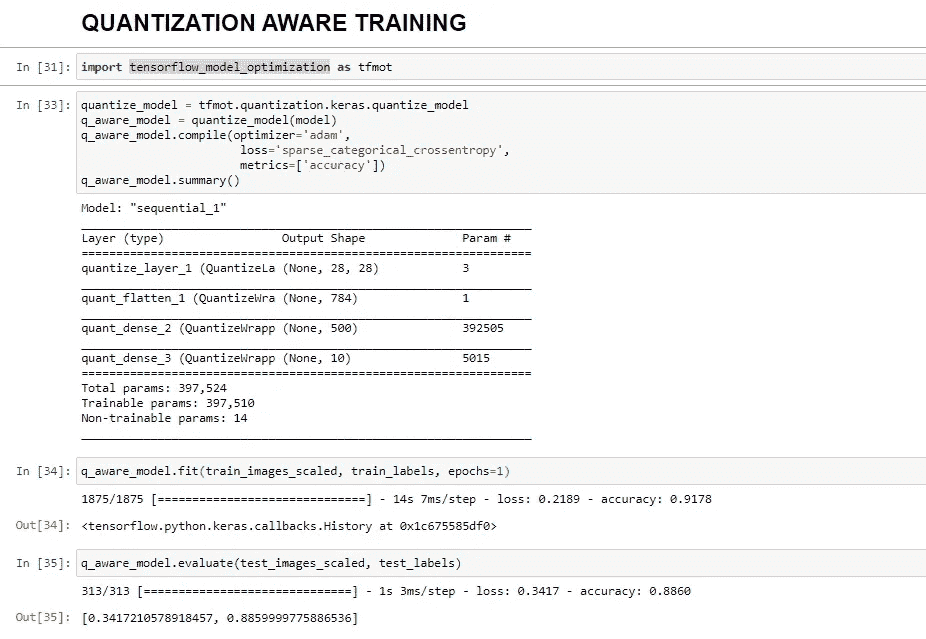 QUANTIZATION AWARE TRAINING
In [31]: import tensorflow_model_optimization as tfmot
In [33]: quantize_model = tfmot.quantization.keras.quantize_model
q_aware_model = quantize_model(model)
q_aware_model.compile(optimizer='adam',
                      loss='sparse_categorical_crossentropy',
                      metrics=['accuracy'])
q_aware_model.summary()
Model: "sequential_1"
_________________________________________________________________
Layer (type)                 Output Shape              Param #
=================================================================
quantize_layer_1 (QuantizeLa (None, 28, 28)            3
_________________________________________________________________
quant_flatten_1 (QuantizeWra (None, 784)               1
_________________________________________________________________
quant_dense_2 (QuantizeWrapp (None, 500)               392505
_________________________________________________________________
quant_dense_3 (QuantizeWrapp (None, 10)                5015
=================================================================
Total params: 397,524
Trainable params: 397,510
Non-trainable params: 14
_________________________________________________________________
In [34]: q_aware_model.fit(train_images_scaled, train_labels, epochs=1)
1875/1875 [==============================] - 14s 7ms/step - loss: 0.2189 - accuracy: 0.9178
Out[34]: <tensorflow.python.keras.callbacks.History at 0x1c675585df0>
In [35]: q_aware_model.evaluate(test_images_scaled, test_labels)
313/313 [==============================] - 1s 3ms/step - loss: 0.3417 - accuracy: 0.8860
Out[35]: [0.3417210578918457, 0.8859999775886536]